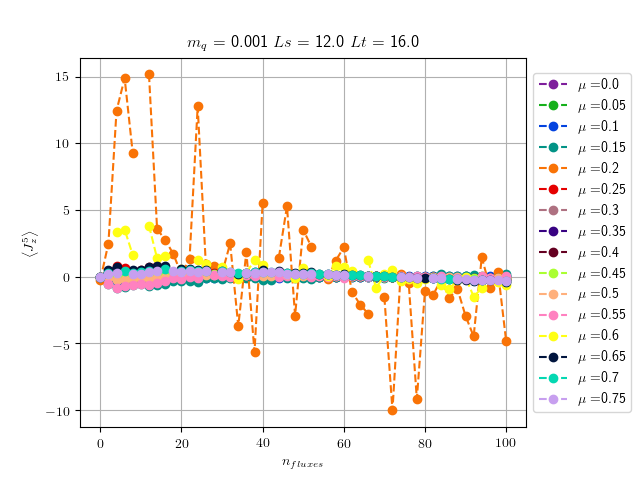 m_q = 0.001 Ls = 12.0 Lt = 16.0
⟨J_z^5⟩
15
10
5
0
−5
−10
0 20 40 60 80 100
n_fluxes
μ =0.0
μ =0.05
μ =0.1
μ =0.15
μ =0.2
μ =0.25
μ =0.3
μ =0.35
μ =0.4
μ =0.45
μ =0.5
μ =0.55
μ =0.6
μ =0.65
μ =0.7
μ =0.75